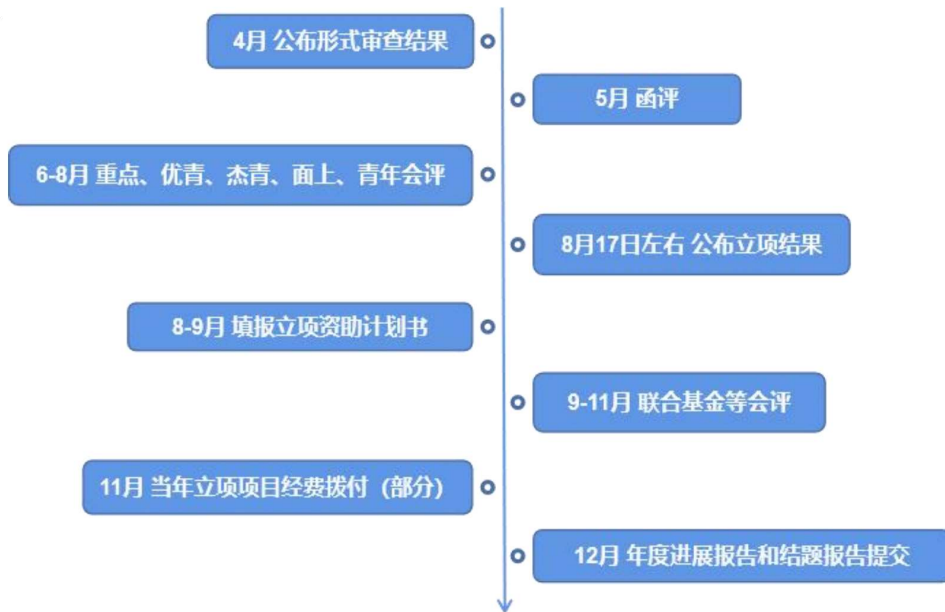 4月 公布形式审查结果
5月 函评
6-8月 重点、优青、杰青、面上、青年会评
8月17日左右 公布立项结果
8-9月 填报立项资助计划书
9-11月 联合基金等会评
11月 当年立项项目经费拨付（部分）
12月 年度进展报告和结题报告提交